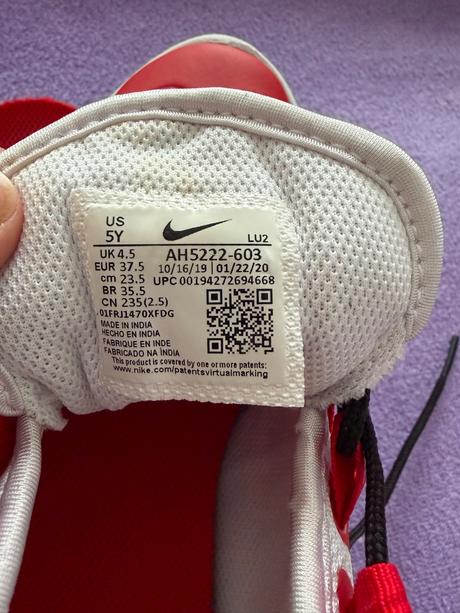 US
5Y
LU2
UK 4.5
AH5222-603
EUR 37.5
10/16/19 | 01/22/20
cm 23.5
UPC 00194272694668
BR 35.5
CN 235(2.5)
01FRJ1470XFDG
MADE IN INDIA
HECHO EN INDIA
FABRIQUE EN INDE
FABRICADO NA ÍNDIA
This product is covered by one or more patents:
www.nike.com/patentsvirtualmarking